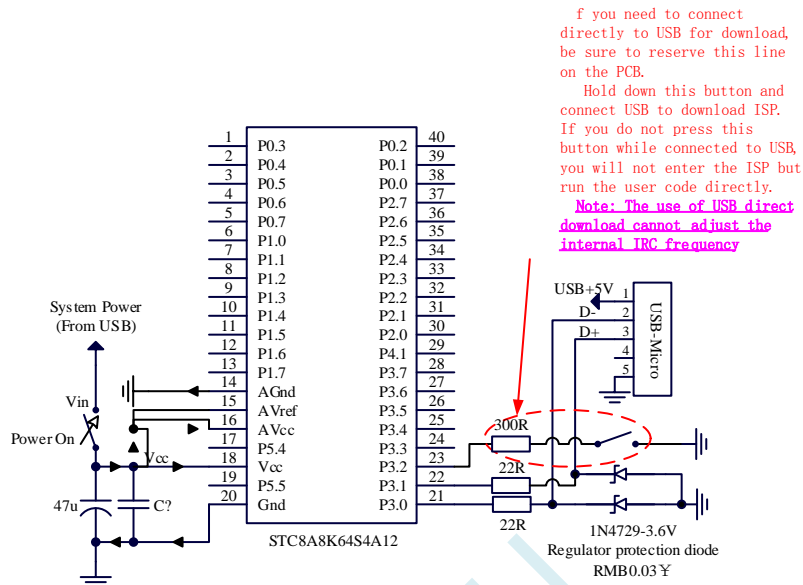 f you need to connect
directly to USB for download,
be sure to reserve this line
on the PCB.
Hold down this button and
connect USB to download ISP.
If you do not press this
button while connected to USB,
you will not enter the ISP but
run the user code directly.
Note: The use of USB direct
download cannot adjust the
internal IRC frequency
1 P0.3 P0.2 40
2 P0.4 P0.1 39
3 P0.5 P0.0 38
4 P0.6 P2.7 37
5 P0.7 P2.6 36
6 P1.0 P2.5 35
7 P1.1 P2.4 34
8 P1.2 P2.3 33
9 P1.3 P2.2 32
10 P1.4 P2.1 31
11 P1.5 P2.0 30
12 P1.6 P4.1 29
13 P1.7 P3.7 28
14 AGnd P3.6 27
15 AVref P3.5 26
16 AVcc P3.4 25
17 P5.4 P3.3 24
18 Vcc P3.2 23
19 P5.5 P3.1 22
20 Gnd P3.0 21
STC8A8K64S4A12
System Power
(From USB)
Vin
Power On
Vcc
47u
C?
USB+5V
D-
D+
1
2
3
4
5
USB-Micro
300R
22R
22R
1N4729-3.6V
Regulator protection diode
RMB0.03¥